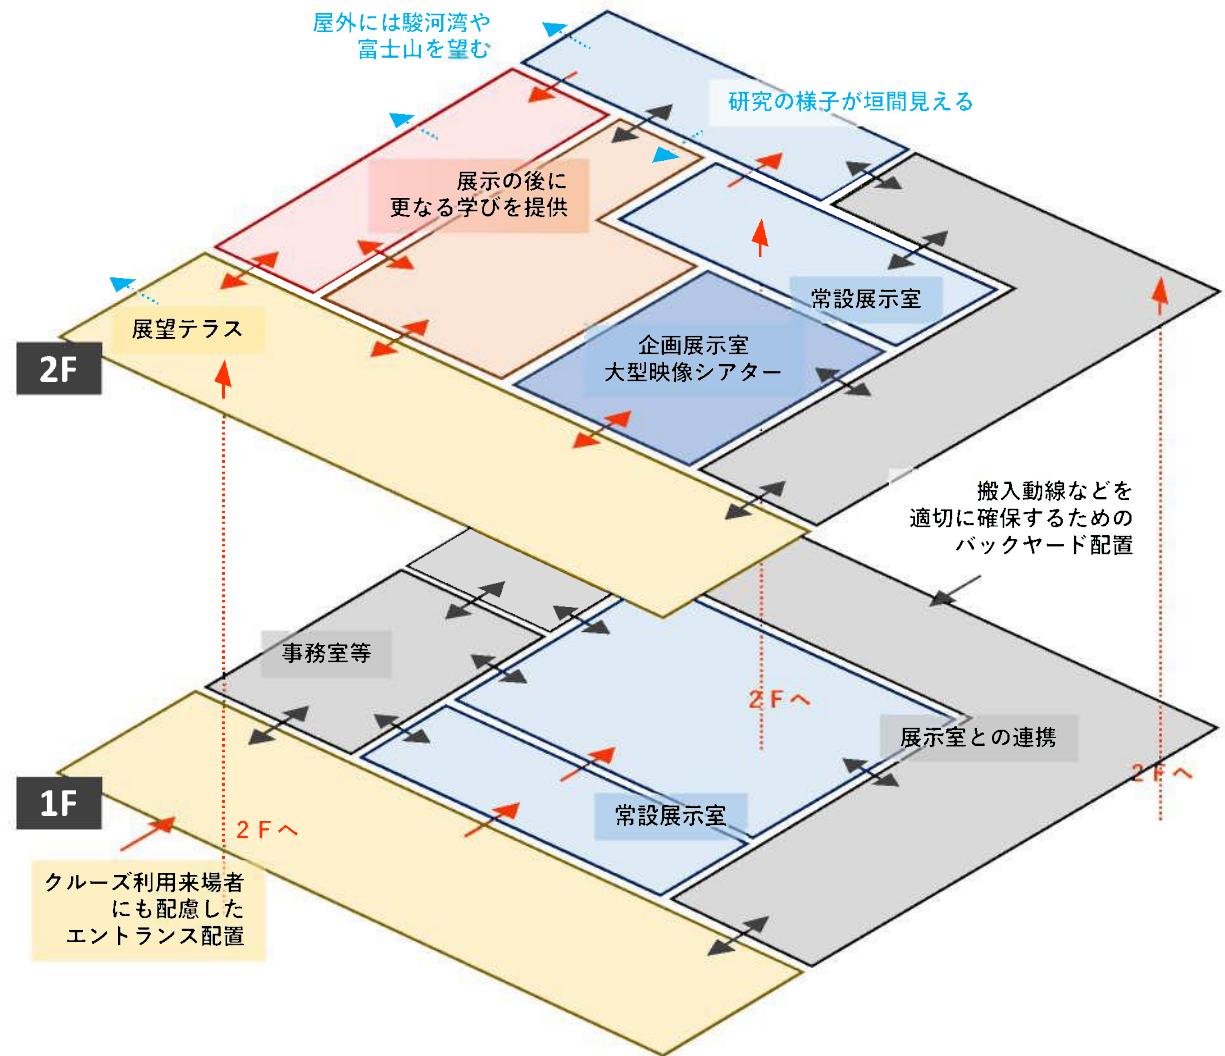 屋外には駿河湾や
富士山を望む
研究の様子が垣間見える
展示の後に
更なる学びを提供
常設展示室
展望テラス
企画展示室
大型映像シアター
2F
搬入動線などを
適切に確保するための
バックヤード配置
事務室等
２Fへ
展示室との連携
２Fへ
1F
常設展示室
２Fへ
クルーズ利用来場者
にも配慮した
エントランス配置